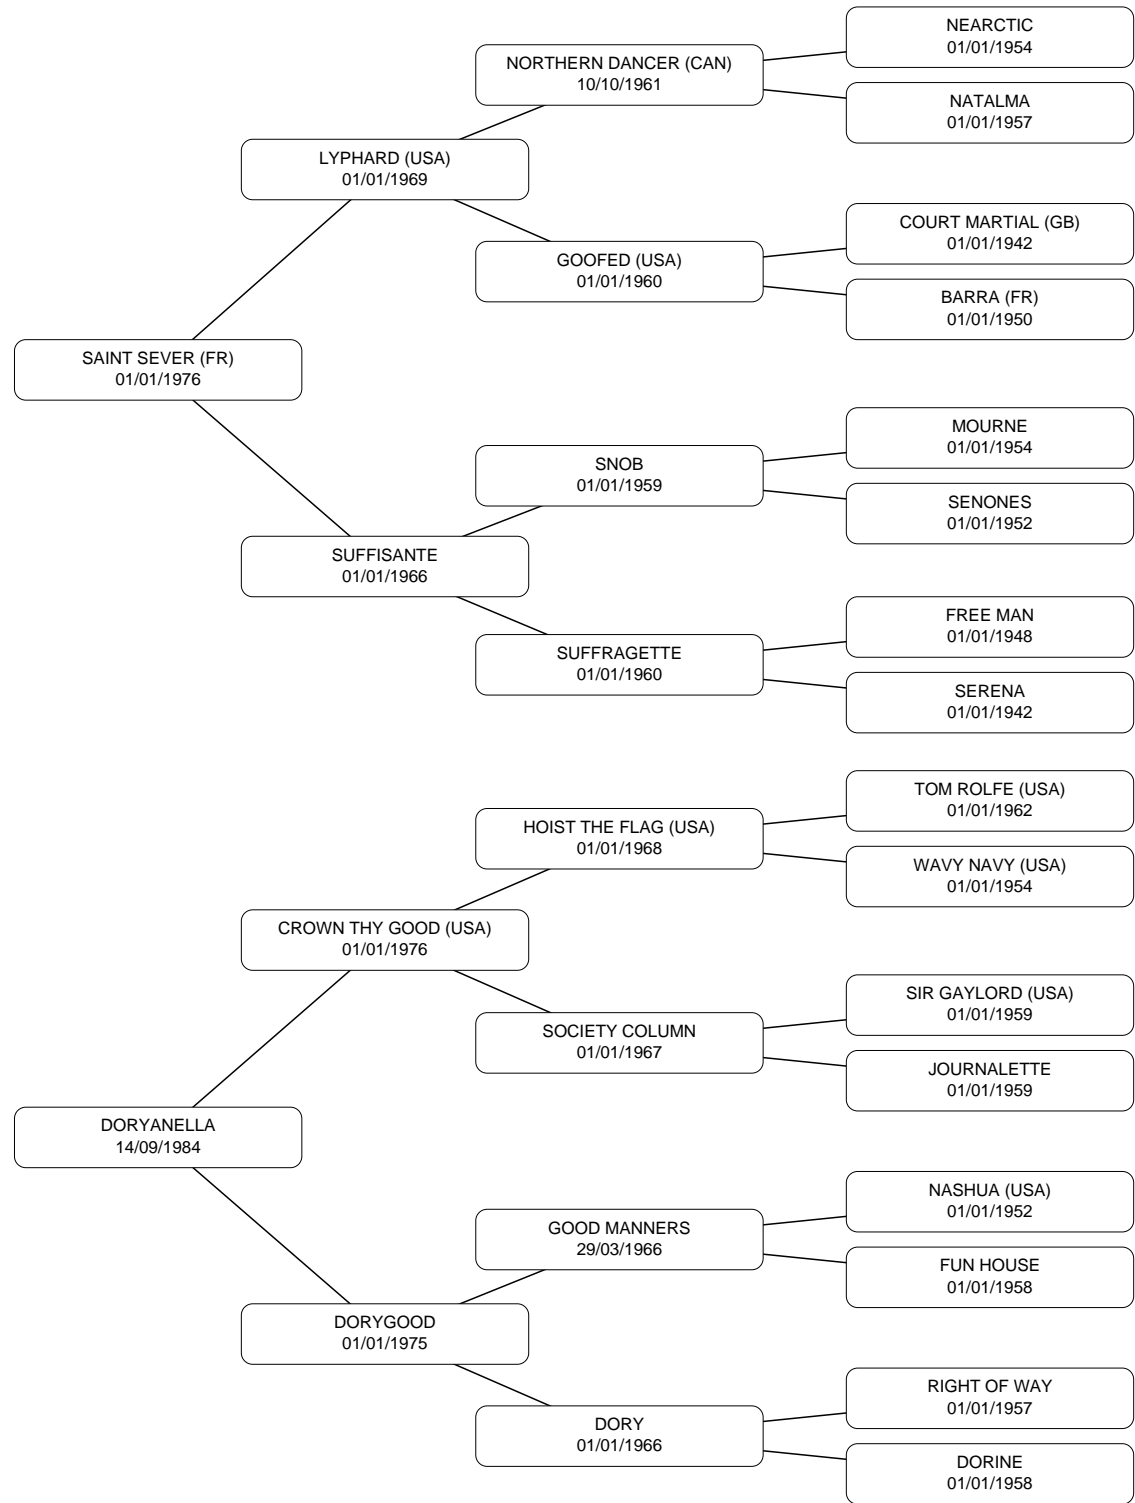 NEARCTIC
01/01/1954
NORTHERN DANCER (CAN)
10/10/1961
NATALMA
01/01/1957
LYPHARD (USA)
01/01/1969
COURT MARTIAL (GB)
01/01/1942
GOOFED (USA)
01/01/1960
BARRA (FR)
01/01/1950
SAINT SEVER (FR)
01/01/1976
MOURNE
01/01/1954
SNOB
01/01/1959
SENONES
01/01/1952
SUFFISANTE
01/01/1966
FREE MAN
01/01/1948
SUFFRAGETTE
01/01/1960
SERENA
01/01/1942
TOM ROLFE (USA)
01/01/1962
HOIST THE FLAG (USA)
01/01/1968
WAVY NAVY (USA)
01/01/1954
CROWN THY GOOD (USA)
01/01/1976
SIR GAYLORD (USA)
01/01/1959
SOCIETY COLUMN
01/01/1967
JOURNALETTE
01/01/1959
DORYANELLA
14/09/1984
NASHUA (USA)
01/01/1952
GOOD MANNERS
29/03/1966
FUN HOUSE
01/01/1958
DORYGOOD
01/01/1975
RIGHT OF WAY
01/01/1957
DORY
01/01/1966
DORINE
01/01/1958